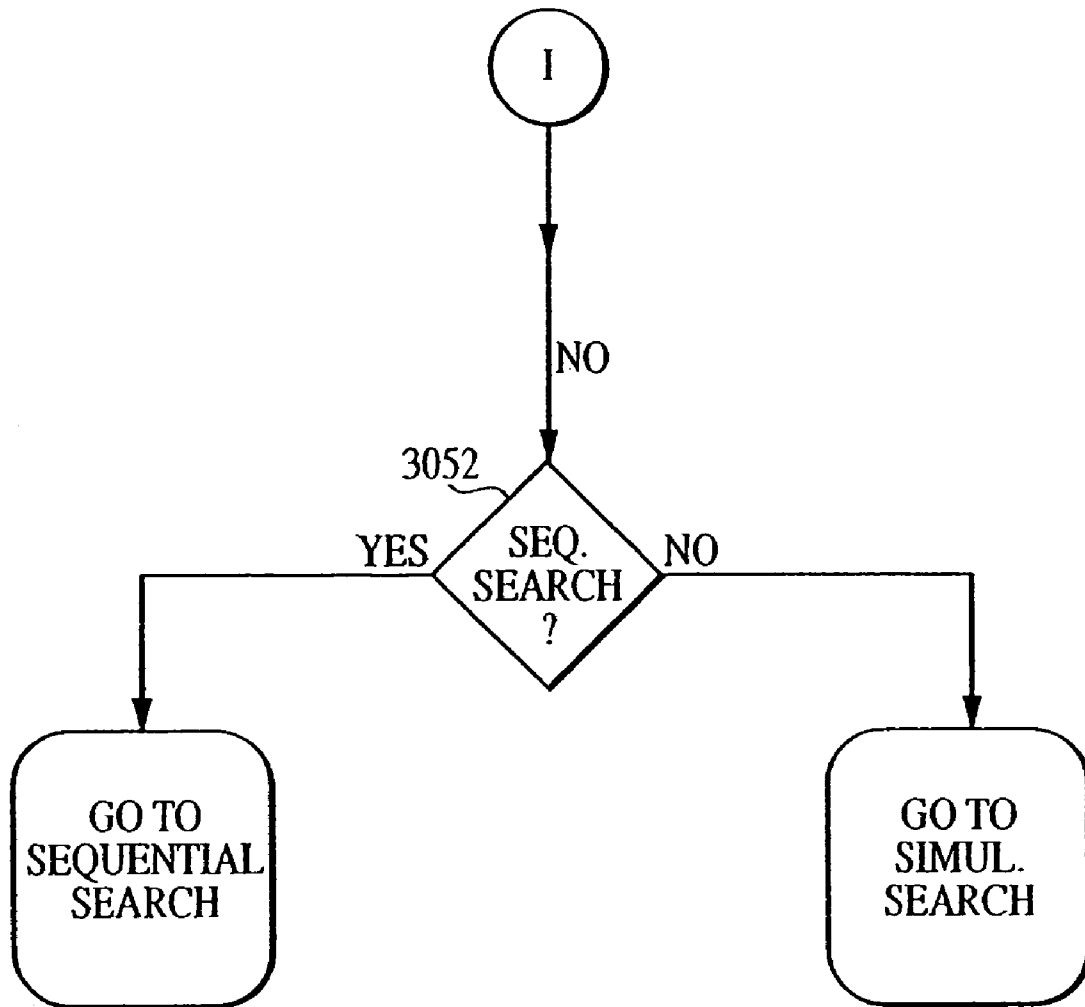 I
NO
3052
YES
SEQ.
SEARCH
?
NO
GO TO
SEQUENTIAL
SEARCH
GO TO
SIMUL.
SEARCH